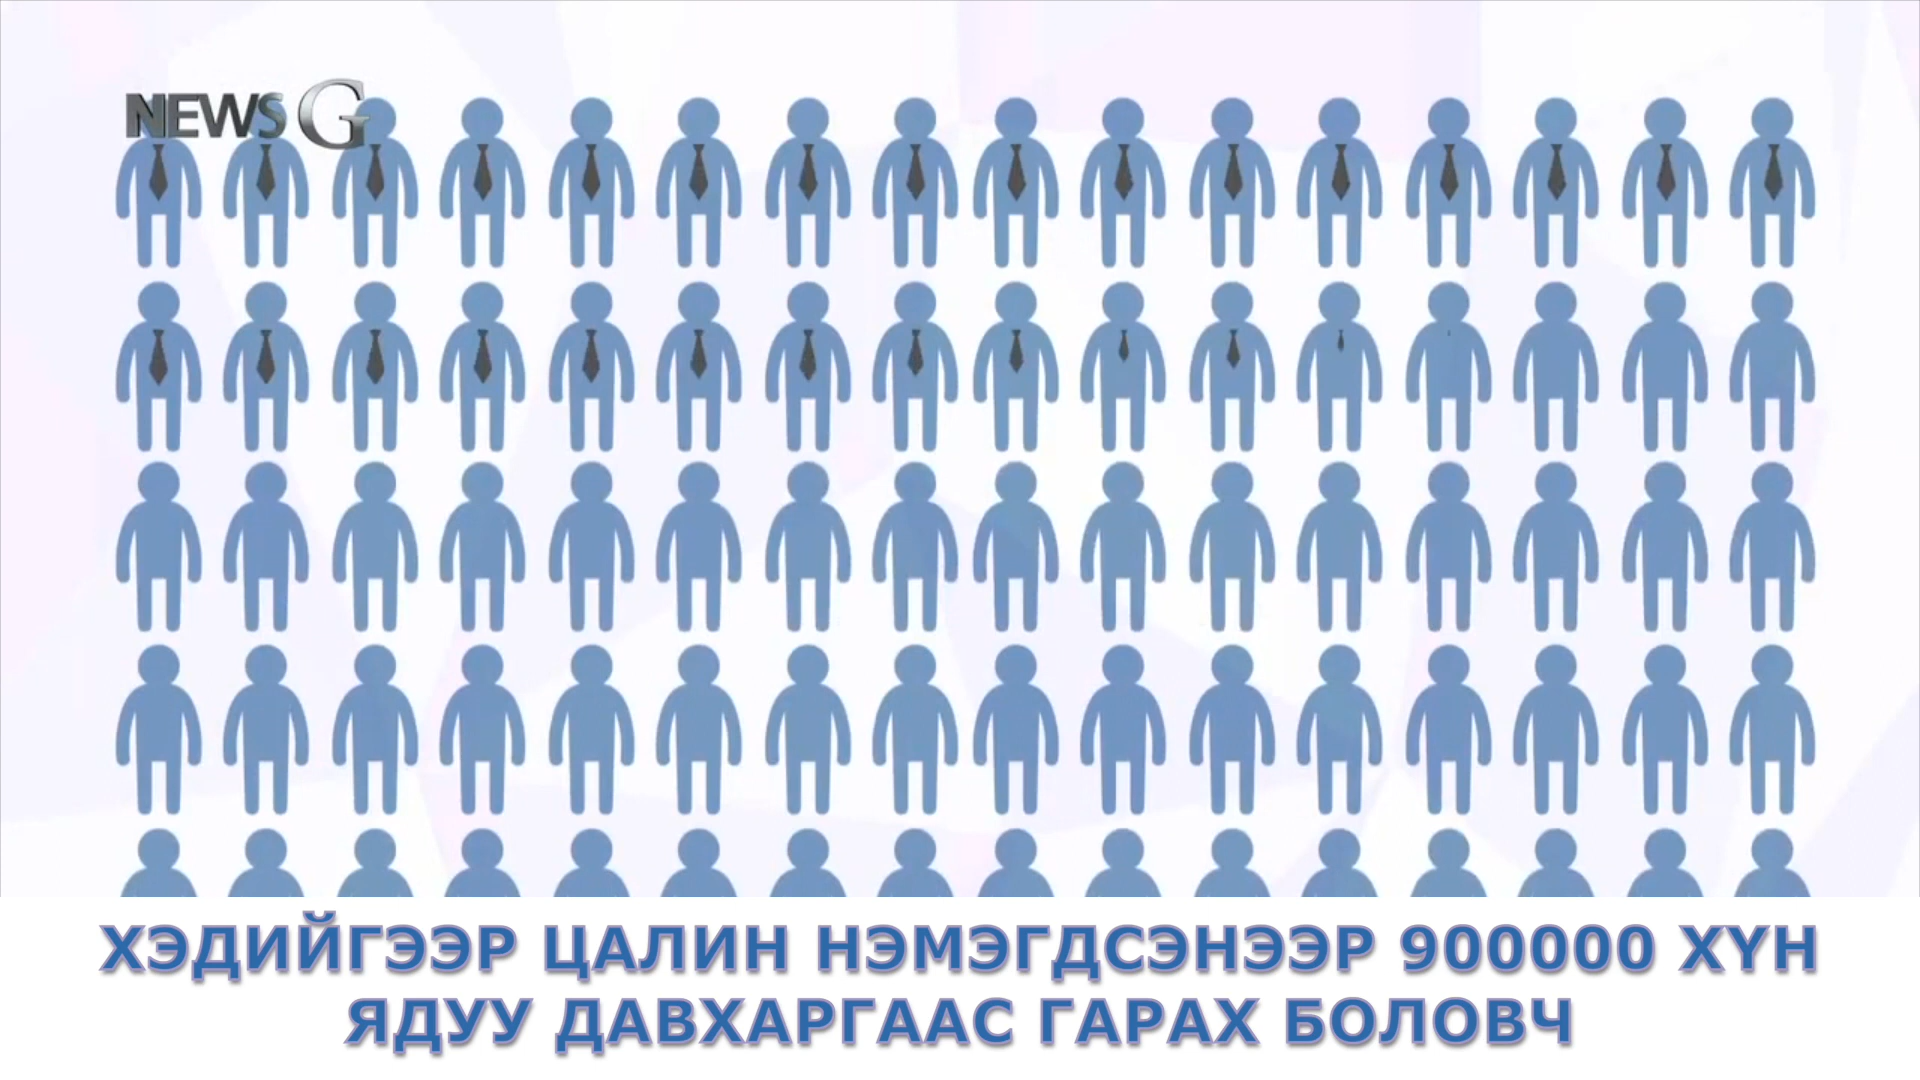 NEWS G
ХЭДИЙГЭЭР ЦАЛИН НЭМЭГДСЭНЭЭР 900000 ХҮН
ЯДУУ ДАВХАРГААС ГАРАХ БОЛОВЧ